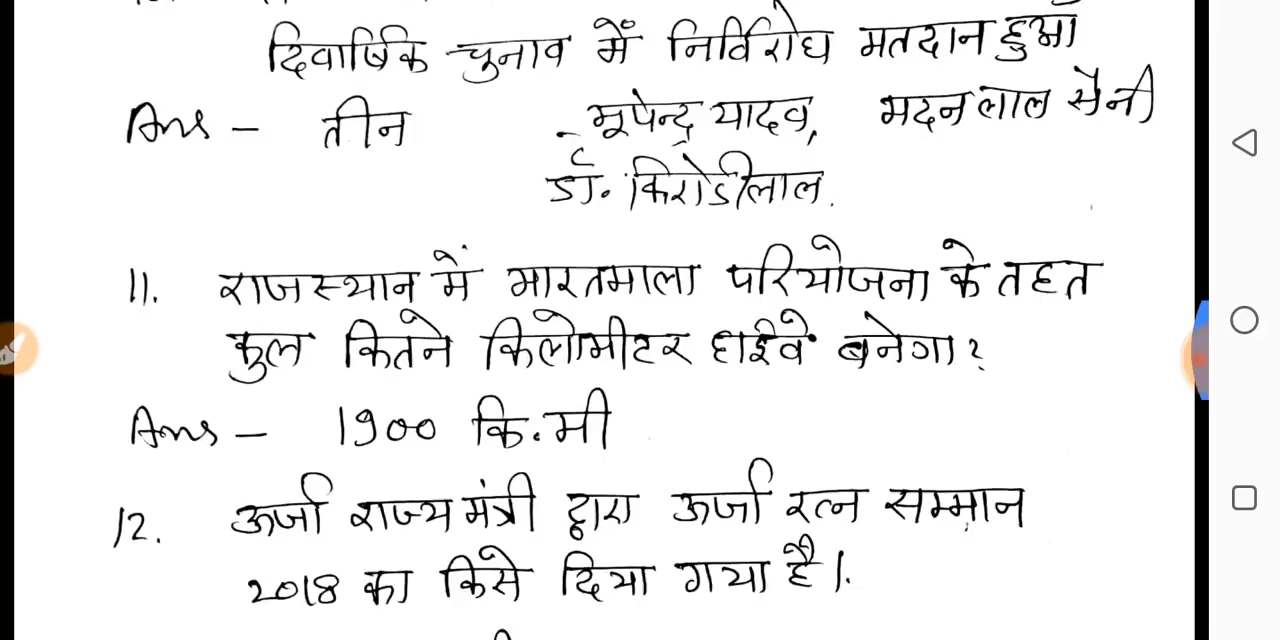 दिवार्षिक चुनाव में निर्विरोध मतदान हुआ
Ans - तीन - भूपेन्द्र यादव, मदनलाल सैनी
डॉ. किरोडीलाल.
11. राजस्थान में भारतमाला परियोजना के तहत
कुल कितने किलोमीटर हाईवे बनेगा?
Ans - 1900 कि.मी
12. ऊर्जा राज्य मंत्री द्वारा ऊर्जा रत्न सम्मान
2018 का किसे दिया गया है।.